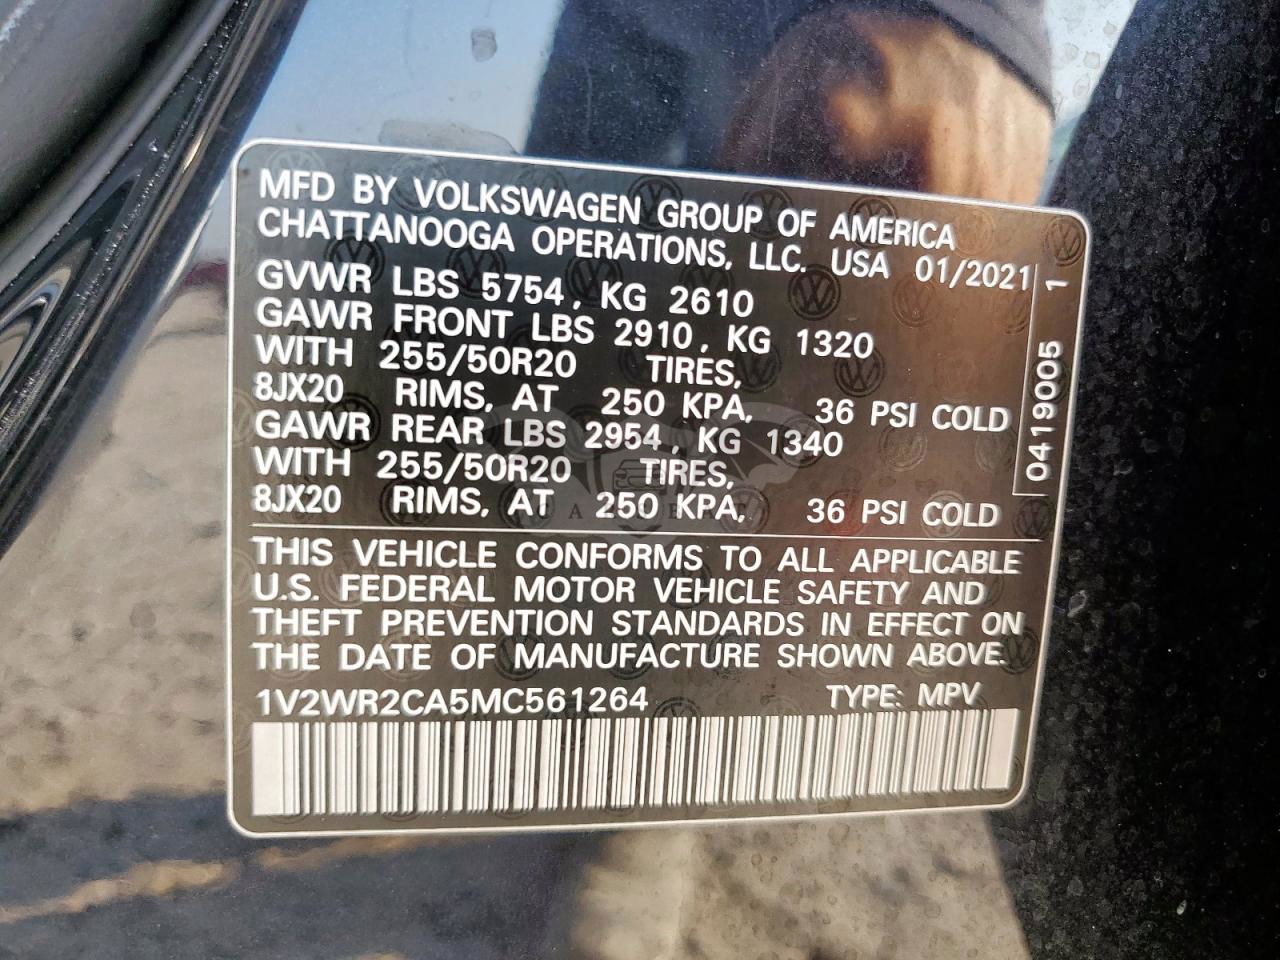 MFD BY VOLKSWAGEN GROUP OF AMERICA
CHATTANOOGA OPERATIONS, LLC. USA 01/2021
GVWR LBS 5754, KG 2610
GAWR FRONT LBS 2910, KG 1320
WITH 255/50R20 TIRES,
8JX20 RIMS, AT 250 KPA, 36 PSI COLD
GAWR REAR LBS 2954, KG 1340
WITH 255/50R20 TIRES,
8JX20 RIMS, AT 250 KPA, 36 PSI COLD
0419005 1
THIS VEHICLE CONFORMS TO ALL APPLICABLE
U.S. FEDERAL MOTOR VEHICLE SAFETY AND
THEFT PREVENTION STANDARDS IN EFFECT ON
THE DATE OF MANUFACTURE SHOWN ABOVE.
1V2WR2CA5MC561264 TYPE: MPV